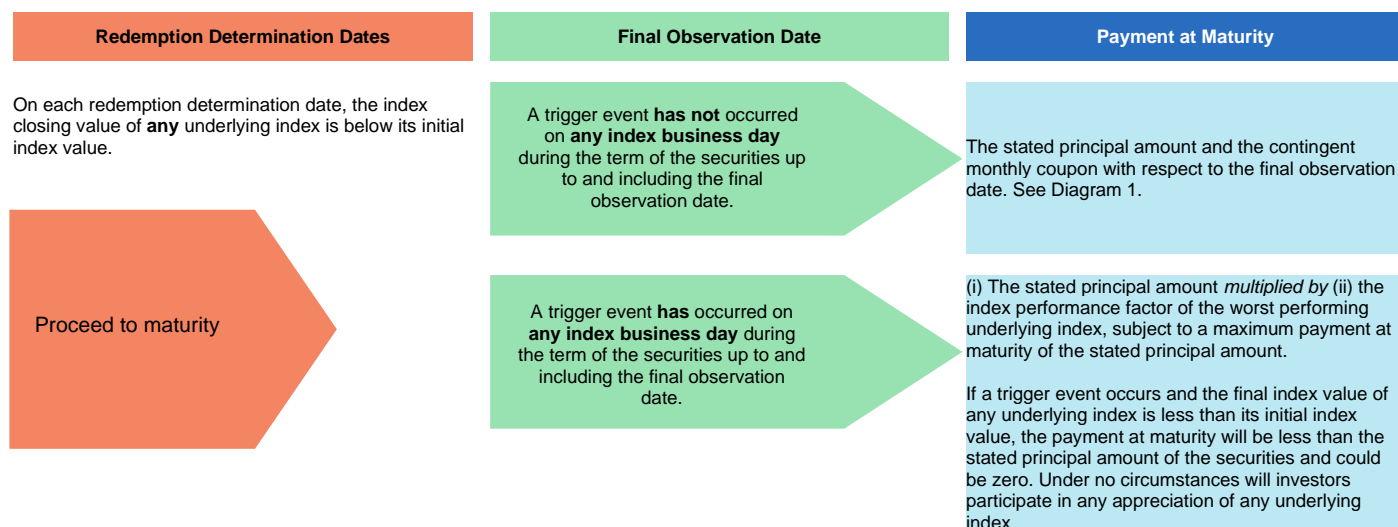 Redemption Determination Dates
Final Observation Date
Payment at Maturity
On each redemption determination date, the index
closing value of any underlying index is below its initial
index value.
Proceed to maturity
A trigger event has not occurred
on any index business day
during the term of the securities up
to and including the final
observation date.
The stated principal amount and the contingent
monthly coupon with respect to the final observation
date. See Diagram 1.
A trigger event has occurred on
any index business day during
the term of the securities up to and
including the final observation
date.
(i) The stated principal amount multiplied by (ii) the
index performance factor of the worst performing
underlying index, subject to a maximum payment at
maturity of the stated principal amount.
If a trigger event occurs and the final index value of
any underlying index is less than its initial index
value, the payment at maturity will be less than the
stated principal amount of the securities and could
be zero. Under no circumstances will investors
participate in any appreciation of any underlying
index